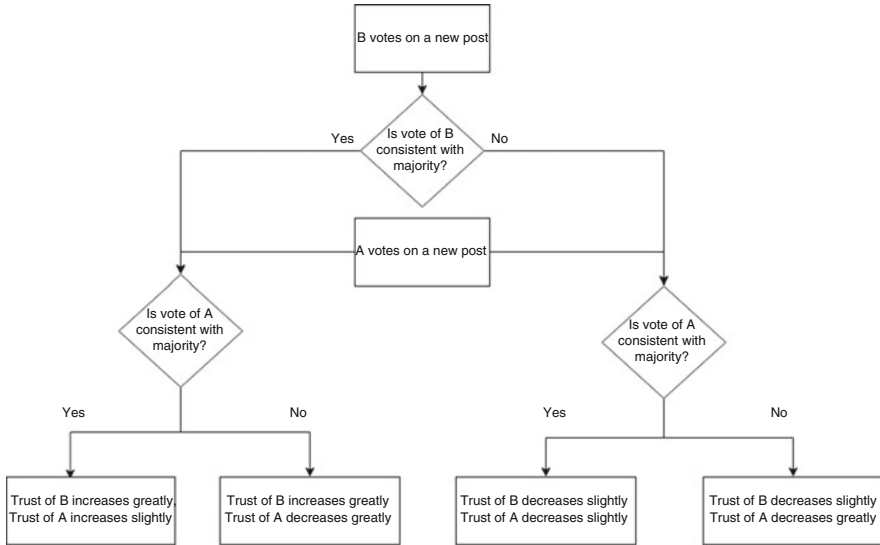 B votes on a new post
Yes
Is vote of B
consistent with
majority?
No
A votes on a new post
Is vote of A
consistent with
majority?
Is vote of A
consistent with
majority?
Yes
No
Yes
No
Trust of B increases greatly,
Trust of A increases slightly
Trust of B increases greatly
Trust of A decreases greatly
Trust of B decreases slightly
Trust of A decreases slightly
Trust of B decreases slightly
Trust of A decreases greatly